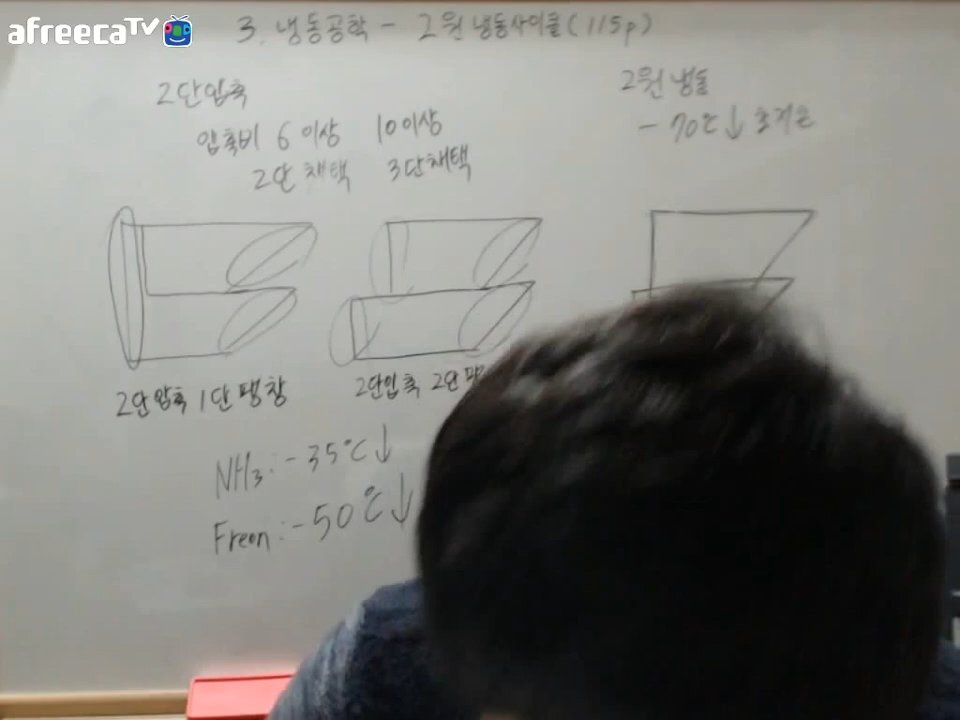 afreecaTV
3. 냉동공학 - 2원 냉동사이클(115p)
2단압축
압축비 6이상 10이상
2단 채택 3단채택
2원 냉동
-70℃↓ 초저온
2단압축 1단팽창
2단압축 2단
NH₃: -35℃↓
Freon: -50℃↓